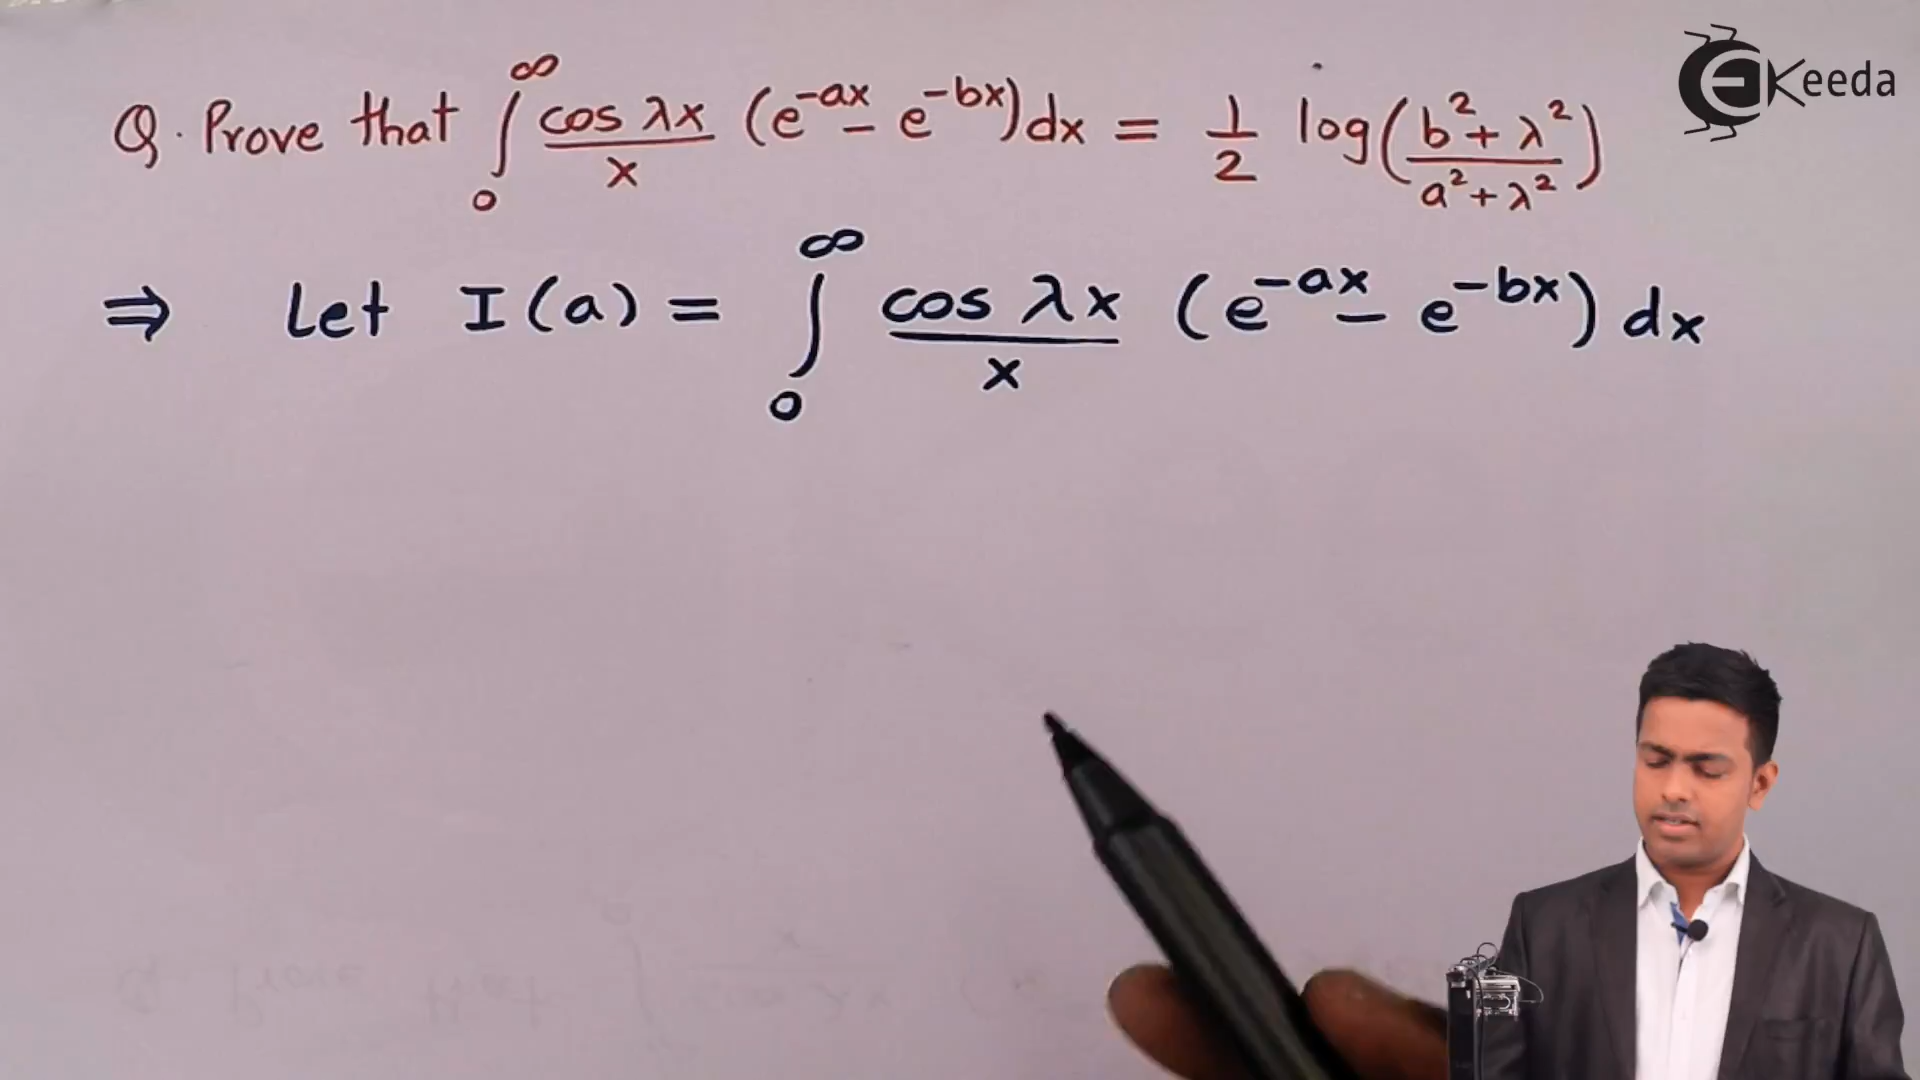 EKeeda
Q. Prove that ∫₀^∞ (cos λx / x) (e^{-ax} - e^{-bx}) dx = 1/2 log((b² + λ²)/(a² + λ²))
⇒ Let I(a) = ∫₀^∞ (cos λx / x) (e^{-ax} - e^{-bx}) dx